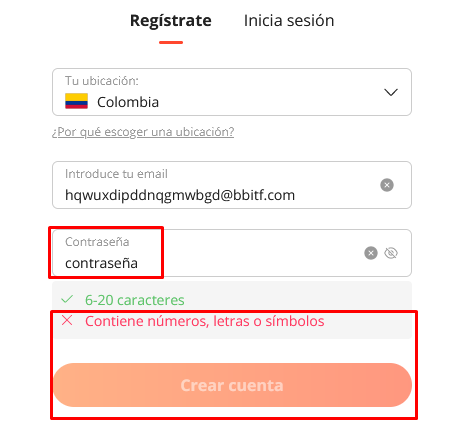 Regístrate Inicia sesión
Tu ubicación:
Colombia
¿Por qué escoger una ubicación?
Introduce tu email
hqwuxdipddnqgmwbgd@bbitf.com
Contraseña
contraseña
6-20 caracteres
Contiene números, letras o símbolos
Crear cuenta